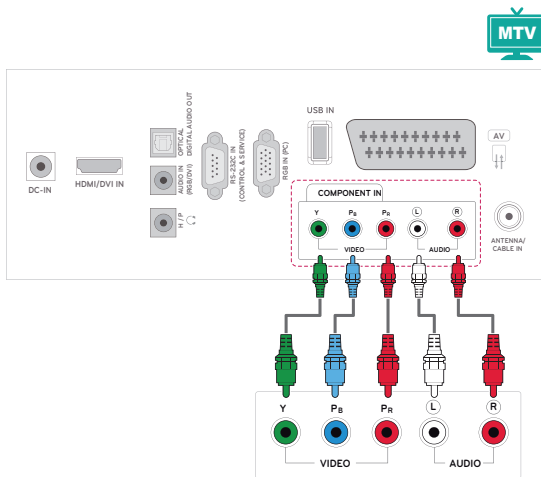 MTV
USB IN
AV
OPTICAL
DIGITAL AUDIO OUT
RS-232C IN
(CONTROL & SERVICE)
RGB IN (PC)
AUDIO IN
(RGB/DVI)
DC-IN
HDMI/DVI IN
H / P
COMPONENT IN
Y PB PR L R
VIDEO AUDIO
ANTENNA/
CABLE IN
Y PB PR L R
VIDEO AUDIO